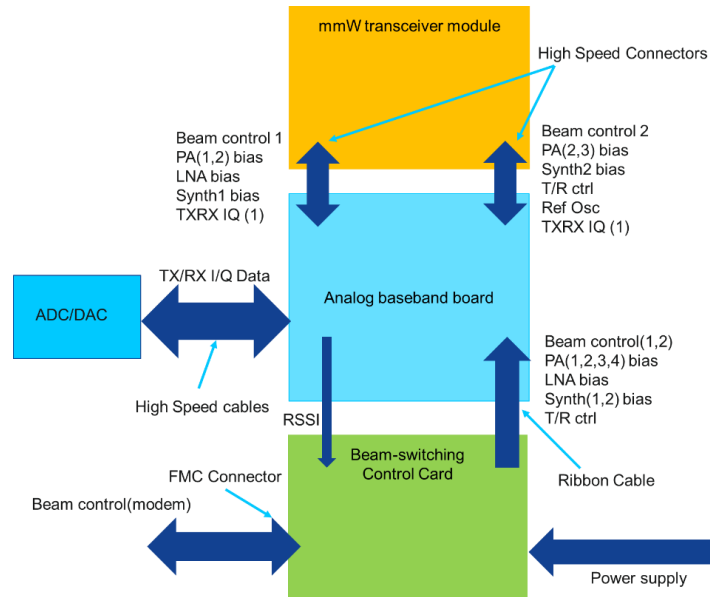 mmW transceiver module
High Speed Connectors
Beam control 1
PA(1,2) bias
LNA bias
Synth1 bias
TXRX IQ (1)
Beam control 2
PA(2,3) bias
Synth2 bias
T/R ctrl
Ref Osc
TXRX IQ (1)
TX/RX I/Q Data
ADC/DAC
Analog baseband board
High Speed cables
RSSI
Beam control(1,2)
PA(1,2,3,4) bias
LNA bias
Synth(1,2) bias
T/R ctrl
Beam-switching
Control Card
FMC Connector
Ribbon Cable
Beam control(modem)
Power supply